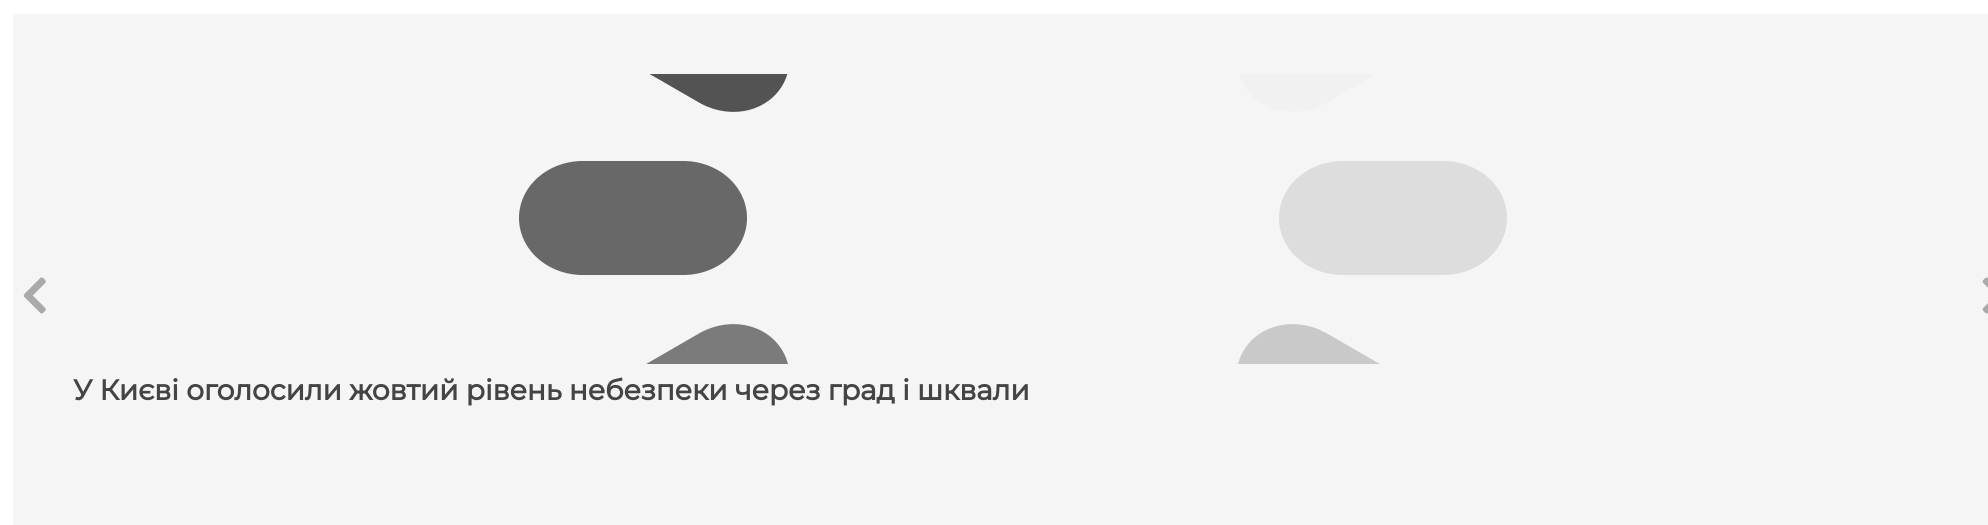 У Києві оголосили жовтий рівень небезпеки через град і шквали